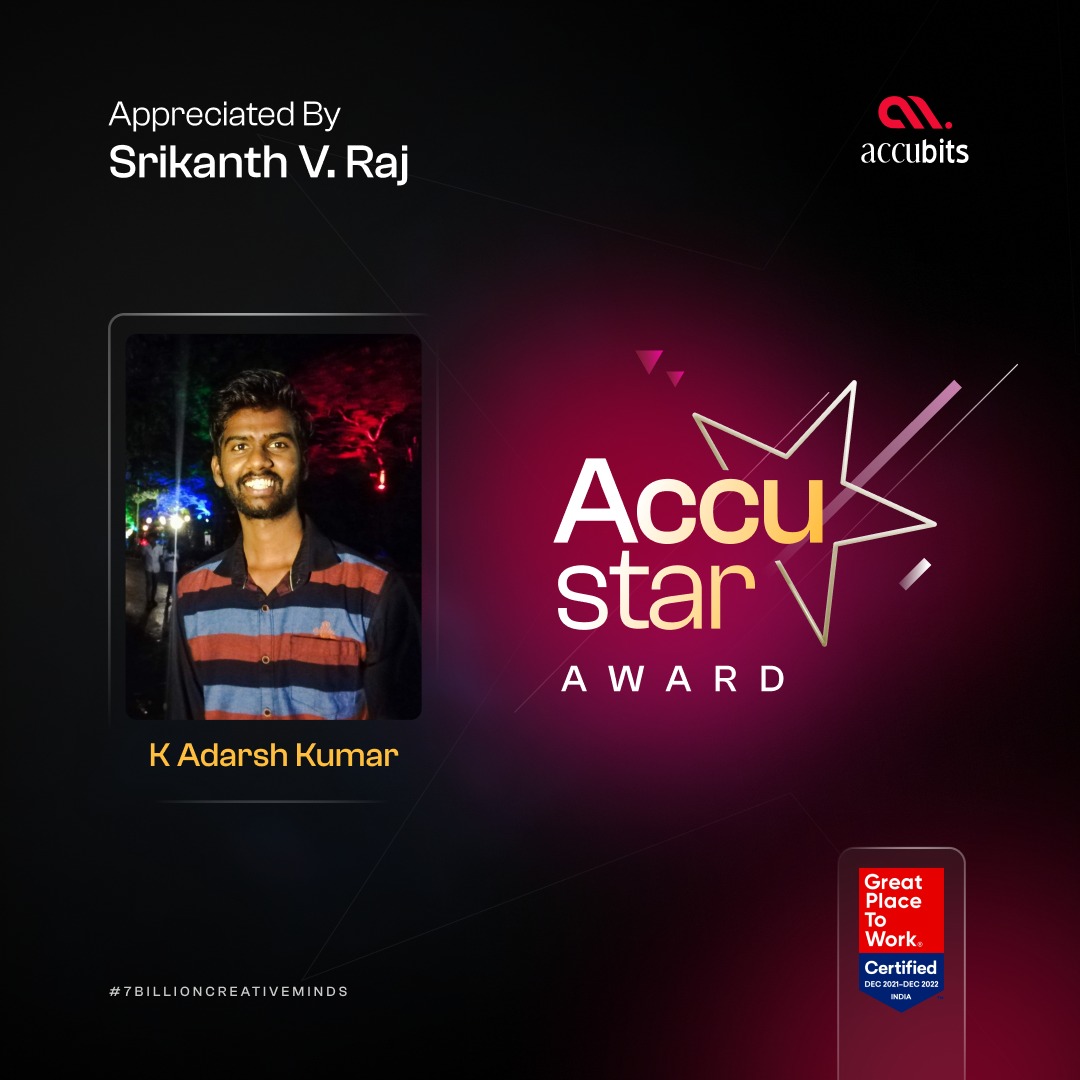 Appreciated By
Srikanth V. Raj
accubits
Accu
star
AWARD
K Adarsh Kumar
Great
Place
To
Work®
Certified
DEC 2021–DEC 2022
INDIA
#7BILLIONCREATIVEMINDS